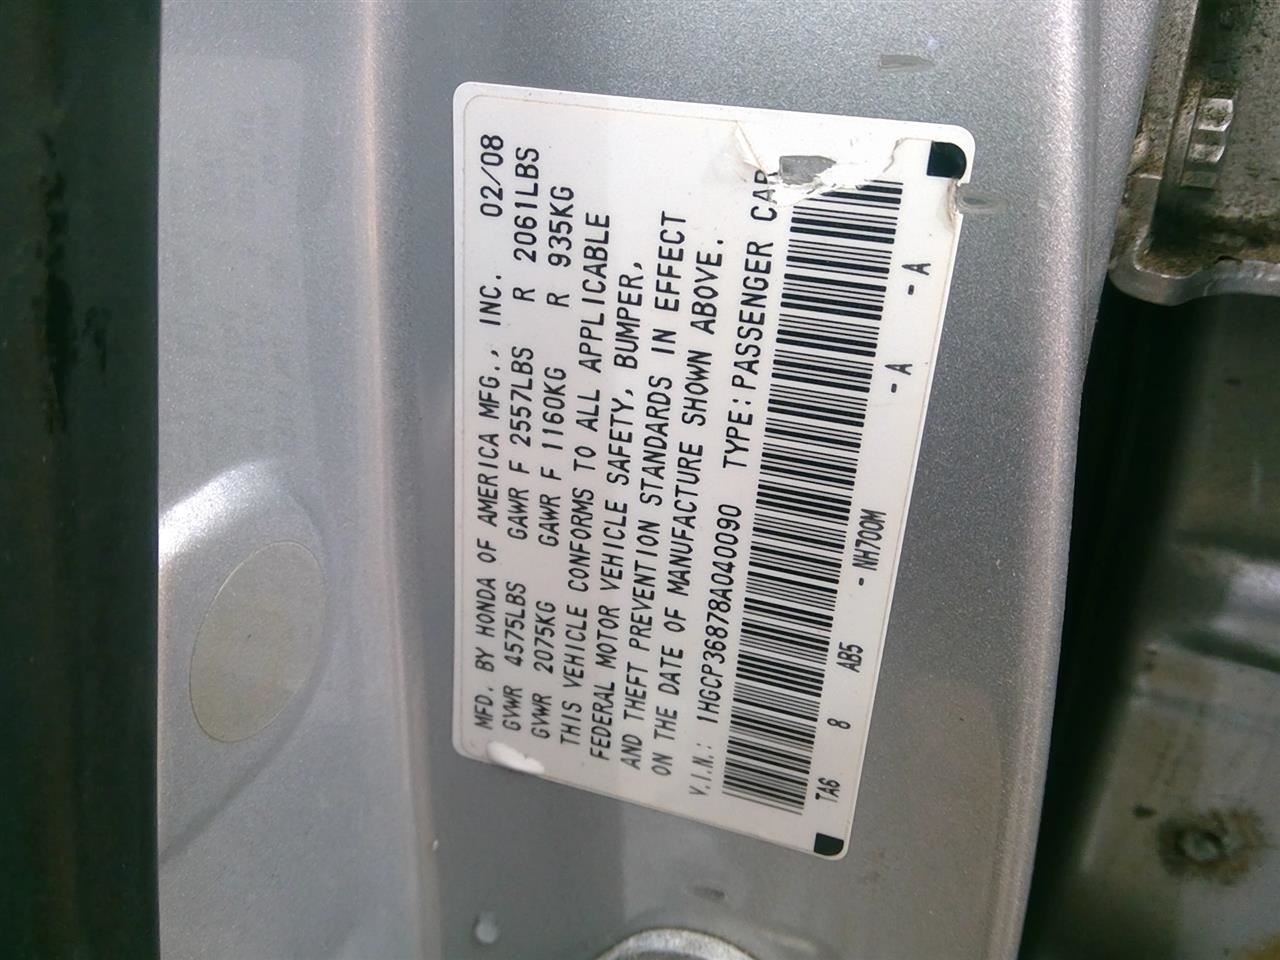 MFD. BY HONDA OF AMERICA MFG., INC. 02/08
GVWR 4575LBS GAWR F 2557LBS R 2061LBS
GVWR 2075KG GAWR F 1160KG R 935KG
THIS VEHICLE CONFORMS TO ALL APPLICABLE
FEDERAL MOTOR VEHICLE SAFETY, BUMPER,
AND THEFT PREVENTION STANDARDS IN EFFECT
ON THE DATE OF MANUFACTURE SHOWN ABOVE.
V.I.N.: 1HGCP36878A040090 TYPE: PASSENGER CAR
TA6 8 AB5 - NH700M - A - A